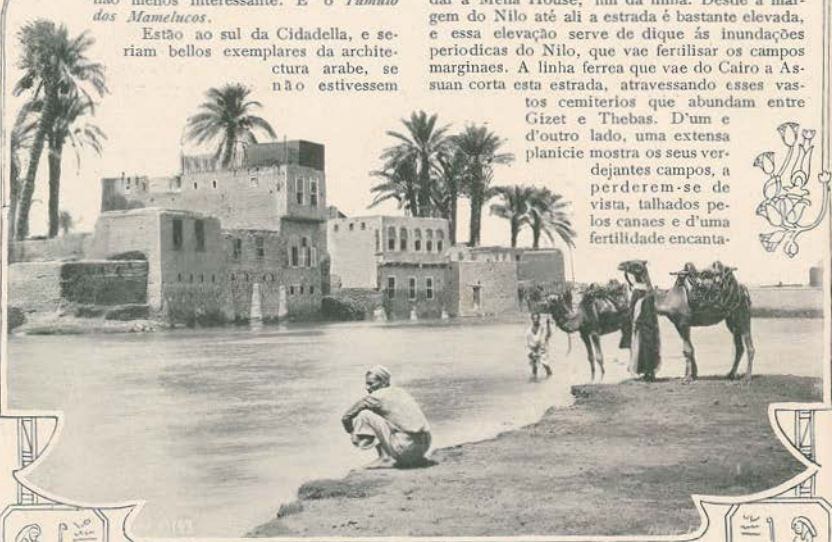 não menos interessante. É o Tumulo
dos Mamelucos.
Estão ao sul da Cidadella, e se-
riam bellos exemplares da archite-
ctura arabe, se
não estivessem
dar a Mena House, fim da linha. Desde a mar-
gem do Nilo até ali a estrada é bastante elevada,
e essa elevação serve de dique ás inundações
periodicas do Nilo, que vae fertilisar os campos
marginaes. A linha ferrea que vae do Cairo a As-
suan corta esta estrada, atravessando esses vas-
tos cemiterios que abundam entre
Gizet e Thebas. D'um e
d'outro lado, uma extensa
planicie mostra os seus ver-
dejantes campos, a
perderem-se de
vista, talhados pe-
los canaes e d'uma
fertilidade encanta-